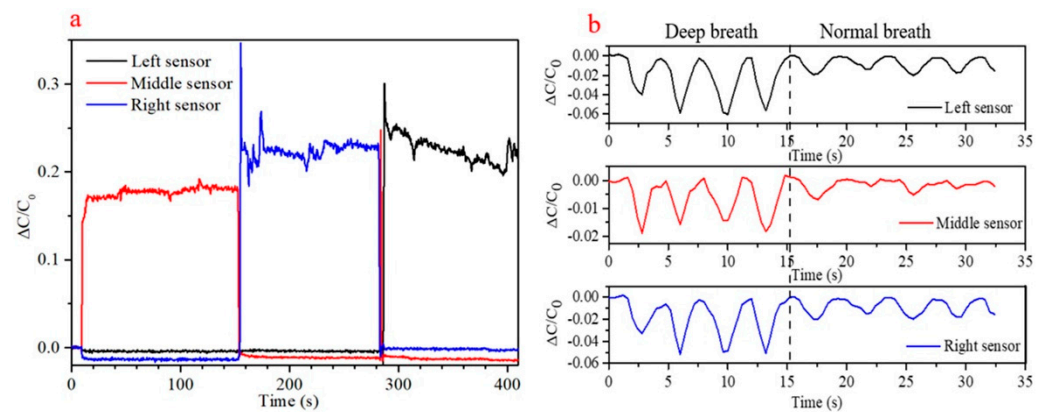 a
ΔC/C0
0.3
0.2
0.1
0.0
Left sensor
Middle sensor
Right sensor
0 100 200 300 400
Time (s)
b
Deep breath Normal breath
ΔC/C0
0.00
-0.02
-0.04
-0.06
Left sensor
0 5 10 15 20 25 30 35
Time (s)
ΔC/C0
0.00
-0.01
-0.02
Middle sensor
0 5 10 15 20 25 30 35
Time (s)
ΔC/C0
0.00
-0.02
-0.04
-0.06
Right sensor
0 5 10 15 20 25 30 35
Time (s)